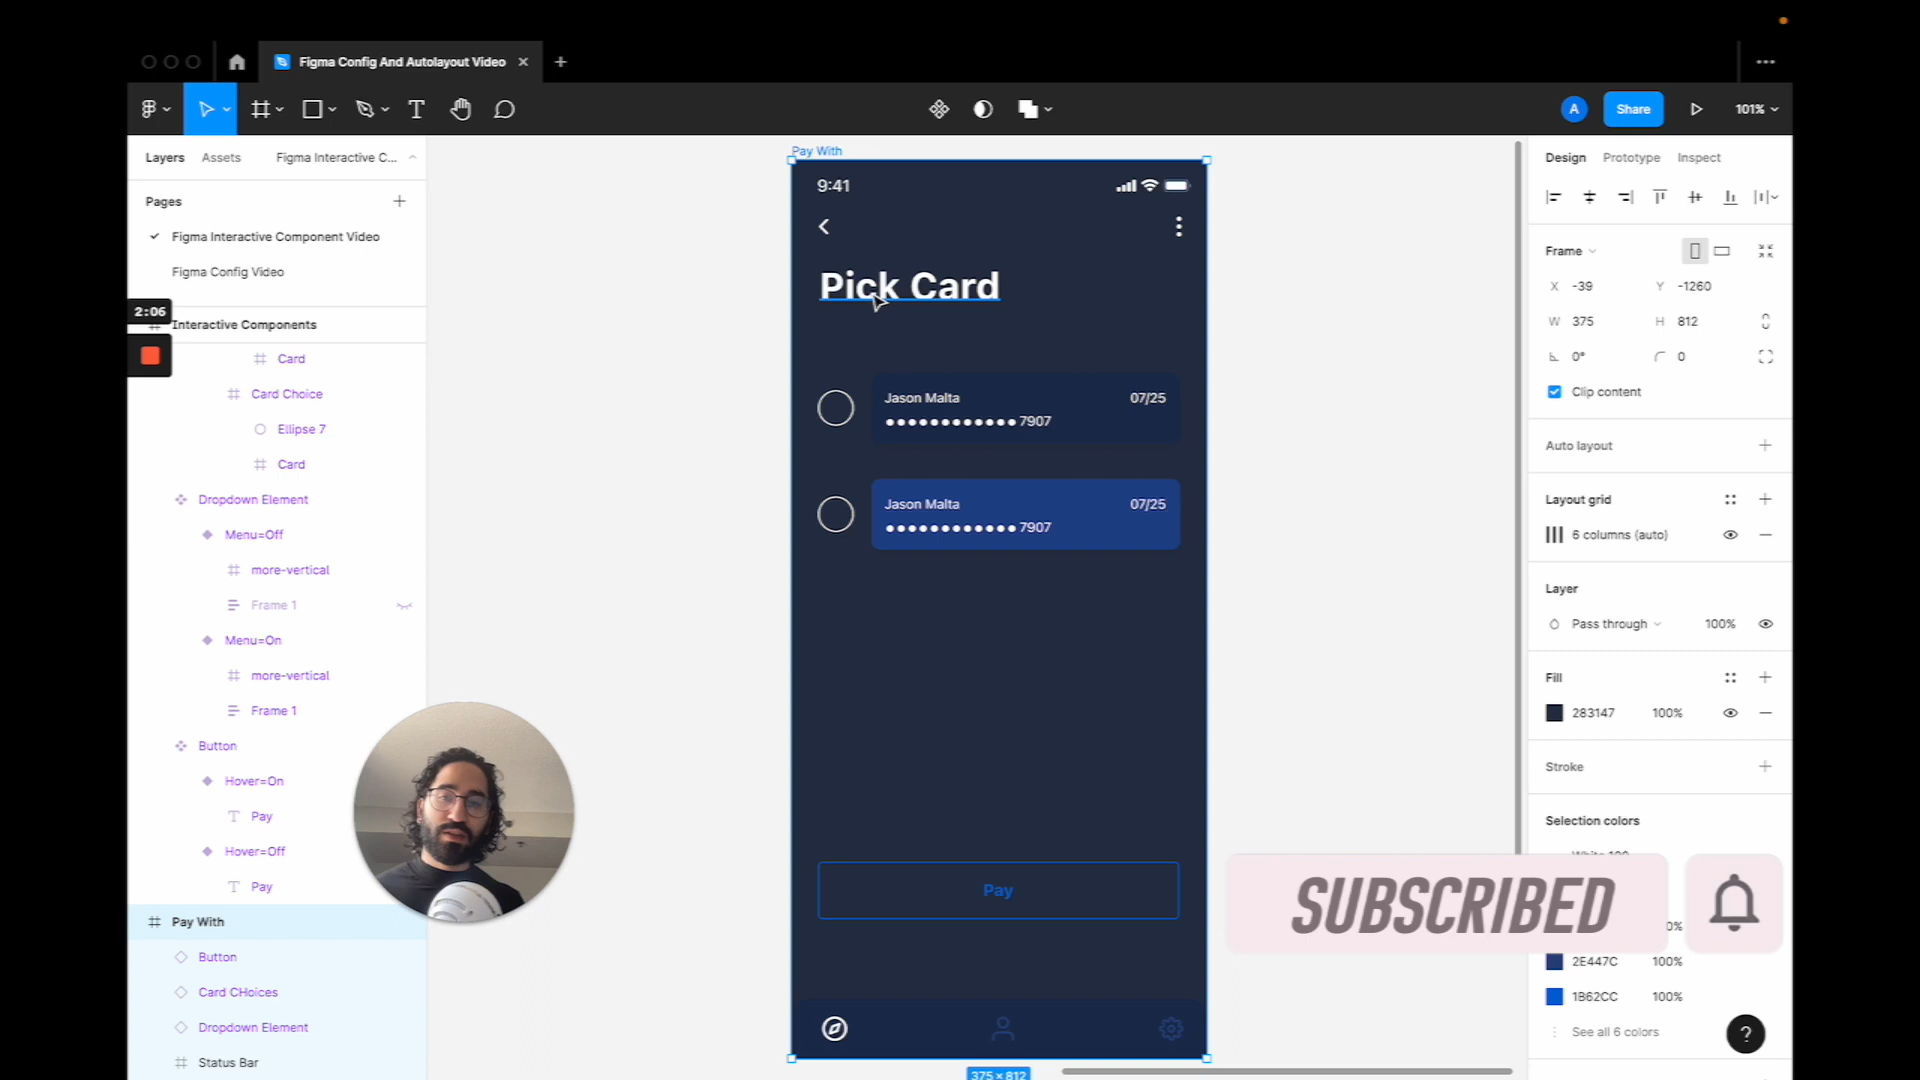 Figma Config And Autolayout Video
A
Share
101%
Layers
Assets
Figma Interactive C...
Pages
Figma Interactive Component Video
Figma Config Video
2:06
Interactive Components
Card
Card Choice
Ellipse 7
Card
Dropdown Element
Menu=Off
more-vertical
Frame 1
Menu=On
more-vertical
Frame 1
Button
Hover=On
Pay
Hover=Off
Pay
Pay With
Button
Card CHoices
Dropdown Element
Status Bar
Pay With
9:41
Pick Card
Jason Malta
07/25
●●●●●●●●●●●● 7907
Jason Malta
07/25
●●●●●●●●●●●● 7907
Pay
375 × 812
Design
Prototype
Inspect
Frame
X -39
Y -1260
W 375
H 812
0°
0
Clip content
Auto layout
Layout grid
6 columns (auto)
Layer
Pass through
100%
Fill
283147
100%
Stroke
Selection colors
SUBSCRIBED
2E447C
100%
1B62CC
100%
See all 6 colors
?